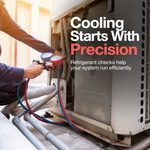 Cooling
Starts With
Precision
Refrigerant checks help
your system run efficiently